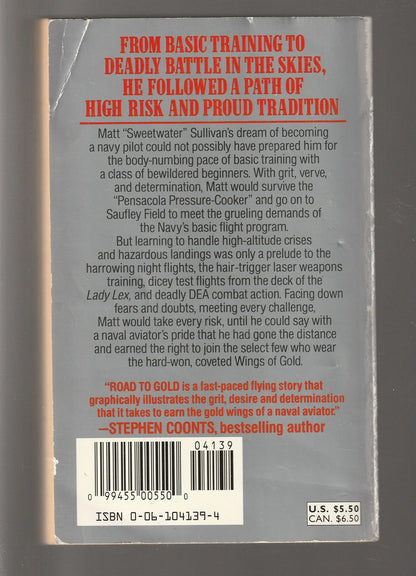 FROM BASIC TRAINING TO
DEADLY BATTLE IN THE SKIES,
HE FOLLOWED A PATH OF
HIGH RISK AND PROUD TRADITION
Matt "Sweetwater" Sullivan's dream of becoming
a navy pilot could not possibly have prepared him for
the body-numbing pace of basic training with
a class of bewildered beginners. With grit, verve,
and determination, Matt would survive the
"Pensacola Pressure-Cooker" and go on to
Saufley Field to meet the grueling demands of
the Navy's basic flight program.
But learning to handle high-altitude crises
and hazardous landings was only a prelude to the
harrowing night flights, the hair-trigger laser weapons
training, dicey test flights from the deck of the
Lady Lex, and deadly DEA combat action. Facing down
fears and doubts, meeting every challenge,
Matt would take every risk, until he could say with
a naval aviator's pride that he had gone the distance
and earned the right to join the select few who wear
the hard-won, coveted Wings of Gold.
"ROAD TO GOLD is a fast-paced flying story that
graphically illustrates the grit, desire and determination
that it takes to earn the gold wings of a naval aviator."
—STEPHEN COONTS, bestselling author
04139
0 99455 00550 0
ISBN 0-06-104139-4
U.S. $5.50
CAN. $6.50